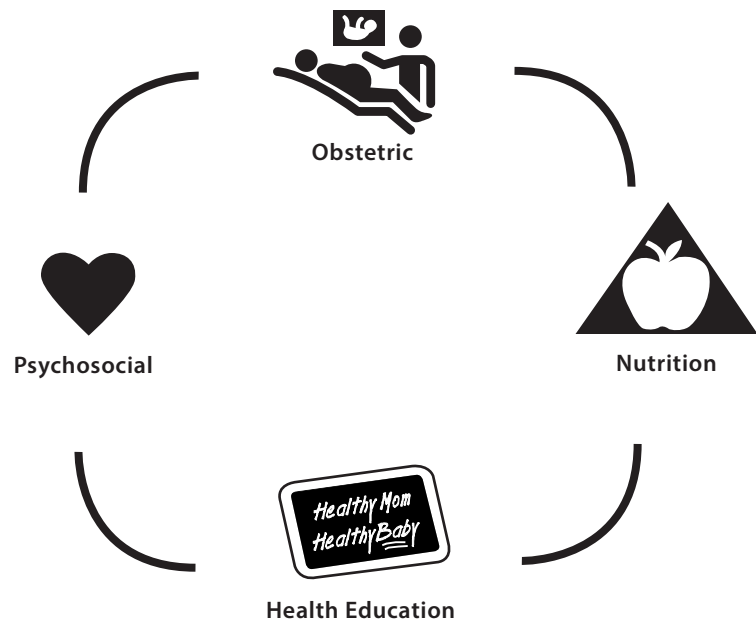 Obstetric
Psychosocial
Nutrition
Healthy Mom
Healthy Baby
Health Education